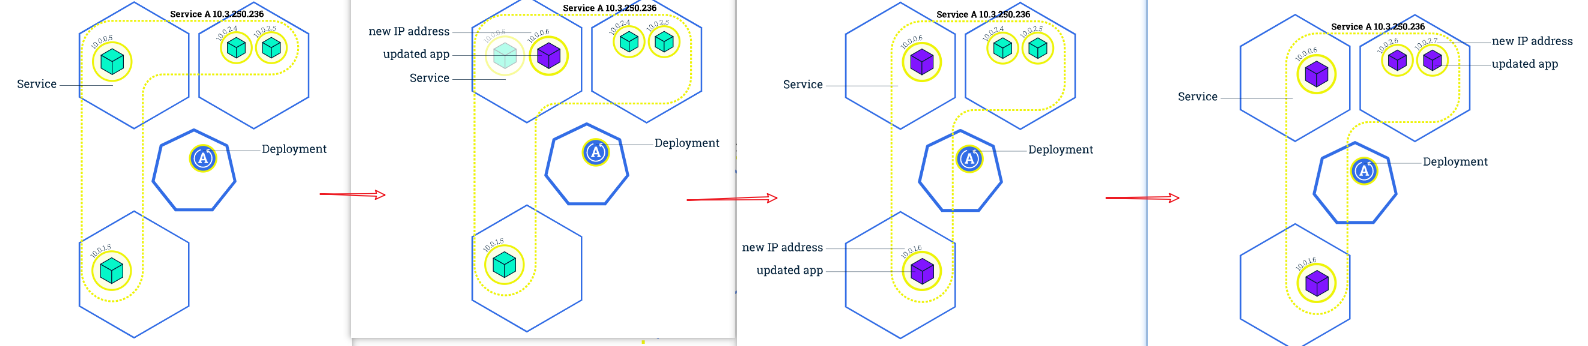 Service A 10.3.250.236
10.0.0.5
10.0.2.4
10.0.2.5
Service
A
Deployment
10.0.1.5
Service A 10.3.250.236
new IP address
10.0.0.6
10.0.2.4
10.0.2.5
updated app
Service
A
Deployment
10.0.1.5
Service A 10.3.250.236
10.0.0.6
10.0.2.4
10.0.2.5
Service
A
Deployment
new IP address
10.0.1.6
updated app
Service A 10.3.250.236
new IP address
10.0.0.6
10.0.2.6
10.0.2.7
updated app
Service
A
Deployment
10.0.1.6